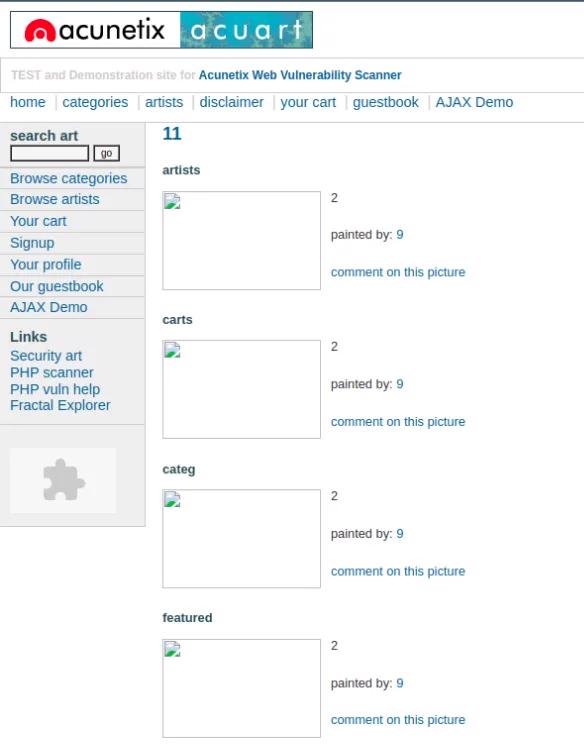 acunetix acuart
TEST and Demonstration site for Acunetix Web Vulnerability Scanner
home | categories | artists | disclaimer | your cart | guestbook | AJAX Demo
search art
go
Browse categories
Browse artists
Your cart
Signup
Your profile
Our guestbook
AJAX Demo
Links
Security art
PHP scanner
PHP vuln help
Fractal Explorer
11
artists
2
painted by: 9
comment on this picture
carts
2
painted by: 9
comment on this picture
categ
2
painted by: 9
comment on this picture
featured
2
painted by: 9
comment on this picture